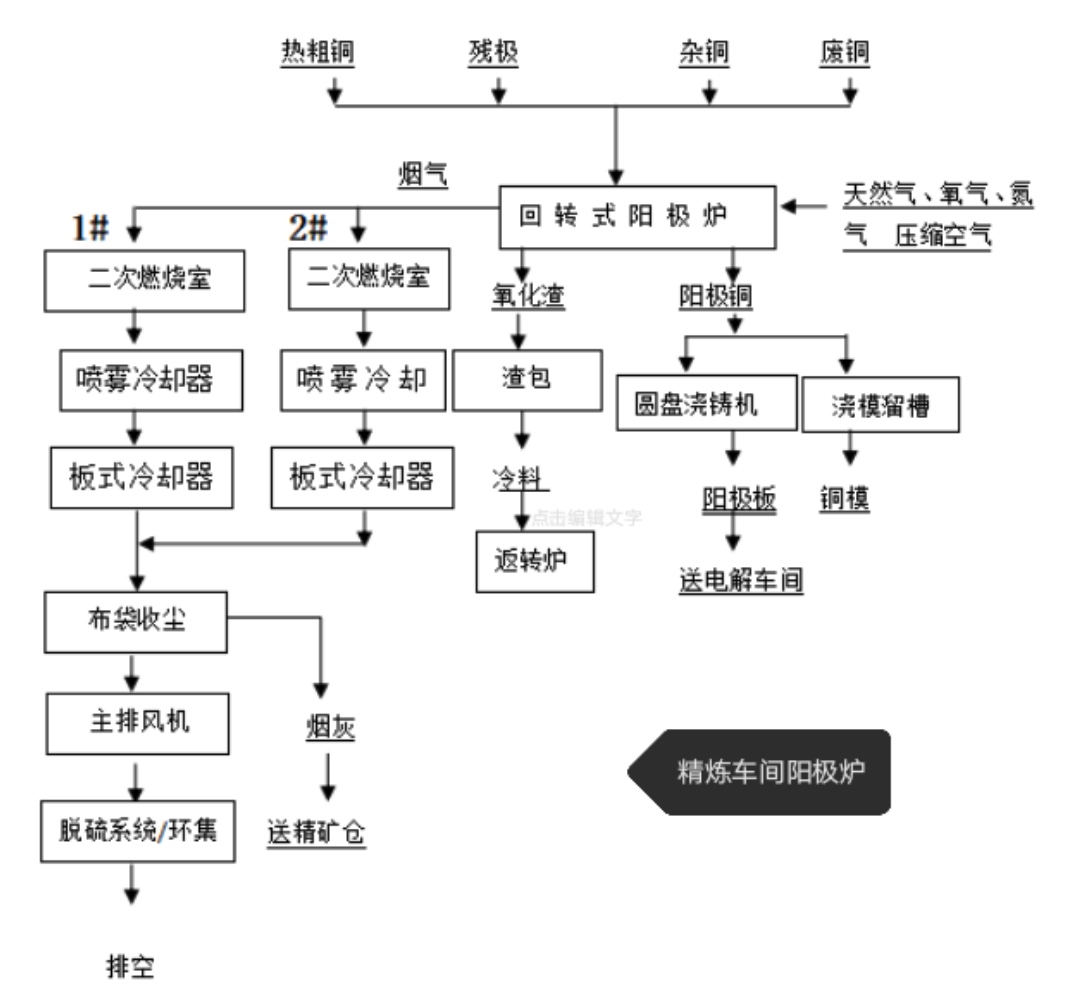 热粗铜 残极 杂铜 废铜
烟气
天然气、氧气、氮
气 压缩空气
回转式阳极炉
1# 2#
二次燃烧室 二次燃烧室
氧化渣 阳极铜
喷雾冷却器 喷雾冷却 渣包
圆盘浇铸机 浇模留槽
板式冷却器 板式冷却器 冷料
阳极板 铜模
点击编辑文字
返转炉
送电解车间
布袋收尘
主排风机 烟灰
精炼车间阳极炉
脱硫系统/环集 送精矿仓
排空